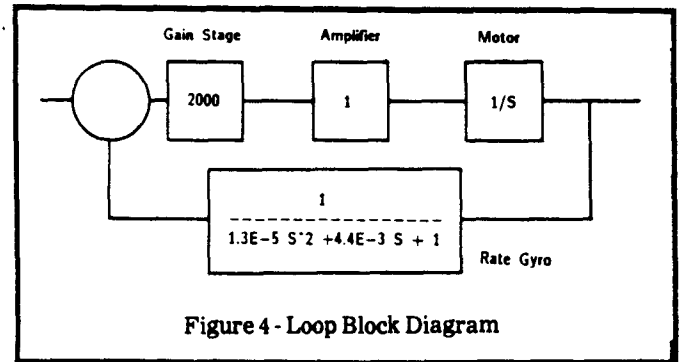 Gain Stage Amplifier Motor
2000 1 1/S
1
1.3E-5 S^2 +4.4E-3 S + 1
Rate Gyro
Figure 4 - Loop Block Diagram